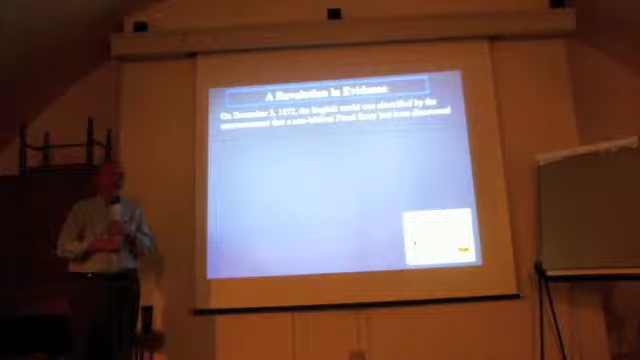 A Revolution in Evidence
On December 3, 1872, the English world was electrified by the
announcement that a non-biblical Flood Story had been discovered